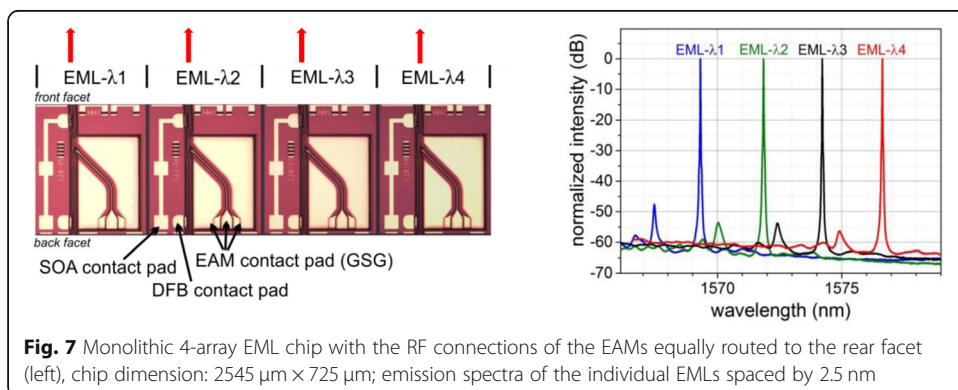 EML-λ1
EML-λ2
EML-λ3
EML-λ4
front facet
back facet
SOA contact pad
DFB contact pad
EAM contact pad (GSG)
EML-λ1 EML-λ2 EML-λ3 EML-λ4
normalized intensity (dB)
0
-10
-20
-30
-40
-50
-60
-70
1570
1575
wavelength (nm)
Fig. 7 Monolithic 4-array EML chip with the RF connections of the EAMs equally routed to the rear facet
(left), chip dimension: 2545 μm × 725 μm; emission spectra of the individual EMLs spaced by 2.5 nm